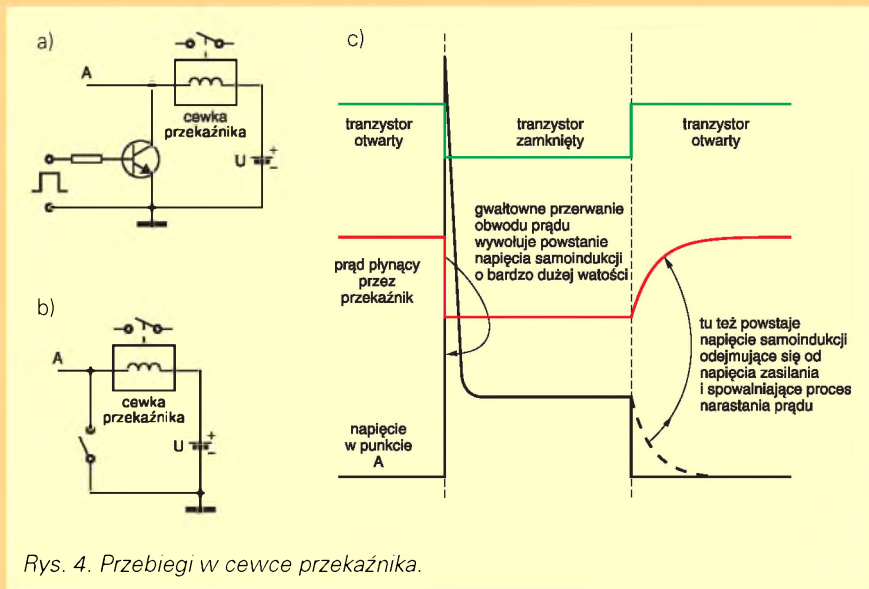 a)
A
cewka
przekaźnika
U
+
-
b)
A
cewka
przekaźnika
U
+
-
c)
tranzystor
otwarty
tranzystor
zamknięty
tranzystor
otwarty
gwałtowne przerwanie
obwodu prądu
wywołuje powstanie
napięcia samoindukcji
o bardzo dużej watości
prąd płynący
przez
przekaźnik
tu też powstaje
napięcie samoindukcji
odejmujące się od
napięcia zasilania
i spowalniające proces
narastania prądu
napięcie
w punkcie
A
Rys. 4. Przebiegi w cewce przekaźnika.